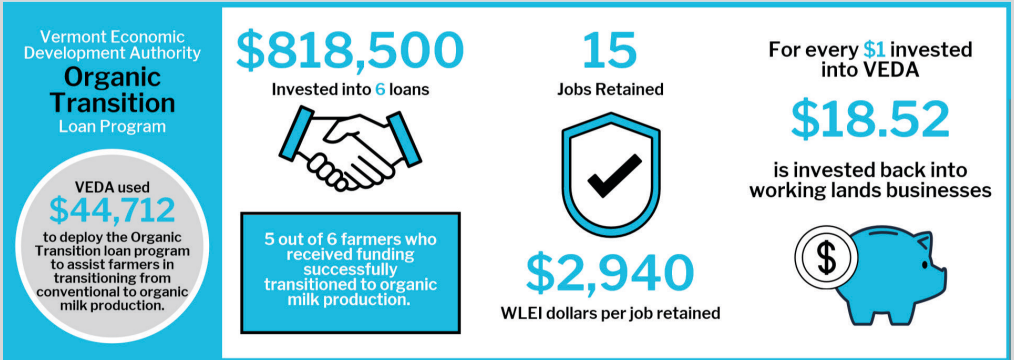 Vermont Economic
Development Authority
Organic
Transition
Loan Program
VEDA used
$44,712
to deploy the Organic
Transition loan program
to assist farmers in
transitioning from
conventional to organic
milk production.
$818,500
Invested into 6 loans
5 out of 6 farmers who
received funding
successfully
transitioned to organic
milk production.
15
Jobs Retained
$2,940
WLEI dollars per job retained
For every $1 invested
into VEDA
$18.52
is invested back into
working lands businesses
$